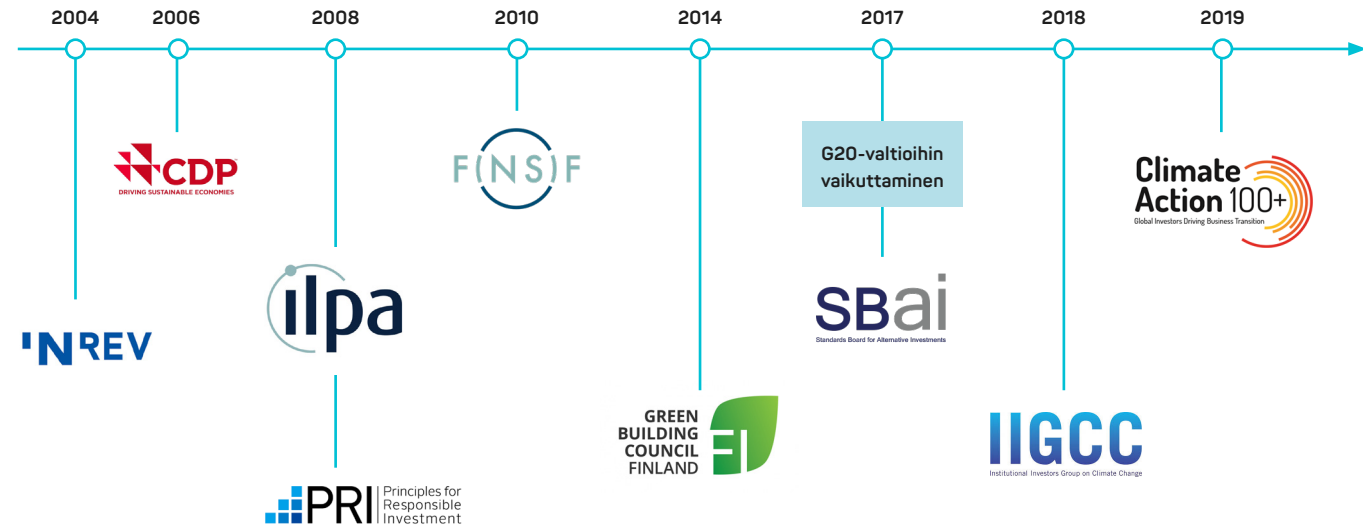 2004
2006
2008
2010
2014
2017
2018
2019
CDP
DRIVING SUSTAINABLE ECONOMIES
F(NS)F
G20-valtioihin
vaikuttaminen
Climate
Action 100+
Global Investors Driving Business Transition
ilpa
SBai
Standards Board for Alternative Investments
INREV
GREEN
BUILDING
COUNCIL
FINLAND
FI
IIGCC
Institutional Investors Group on Climate Change
PRI
Principles for
Responsible
Investment